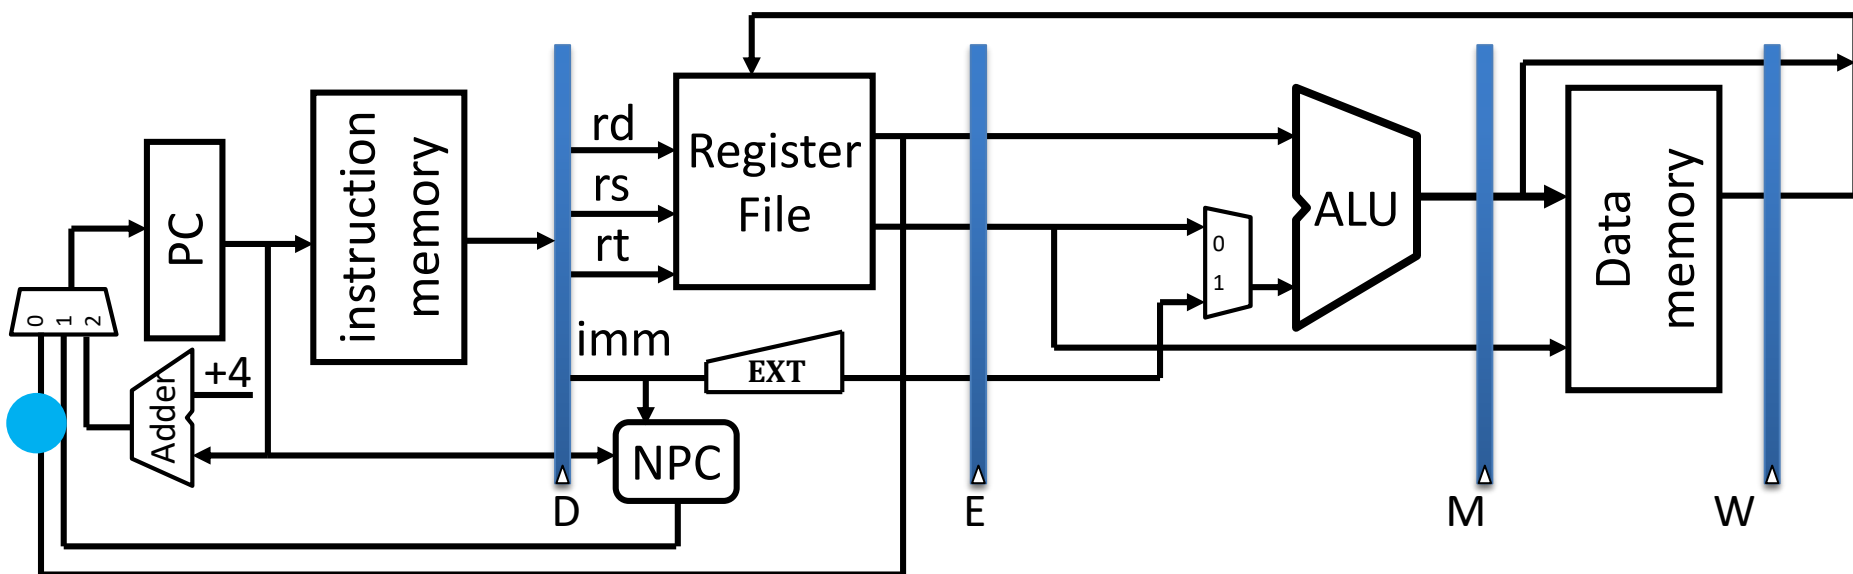 PC
instruction
memory
rd
rs
rt
imm
Register
File
EXT
NPC
0
1
2
Adder
+4
0
1
ALU
Data
memory
D
E
M
W